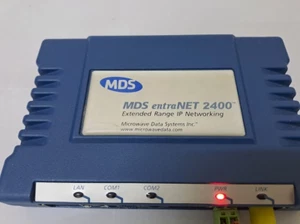 MDS
MDS entraNET 2400™
Extended Range IP Networking
Microwave Data Systems Inc.
www.microwavedata.com
LAN COM1 COM2 PWR LINK